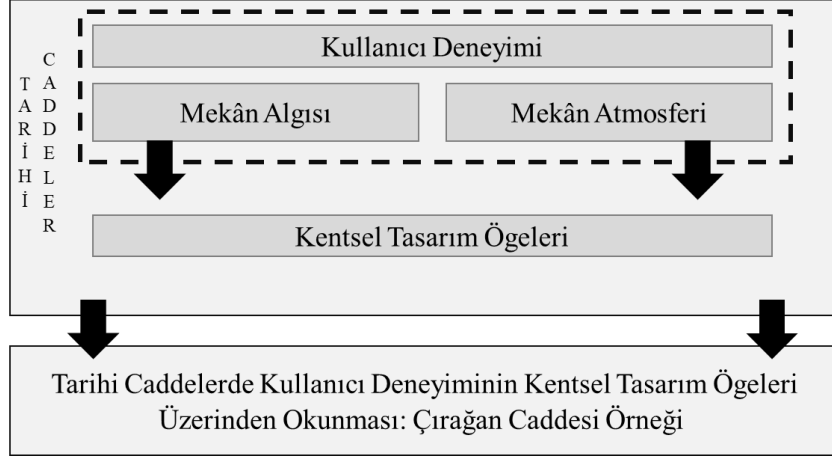 TARİHİ
CADDELER
Kullanıcı Deneyimi
Mekân Algısı
Mekân Atmosferi
Kentsel Tasarım Ögeleri
Tarihi Caddelerde Kullanıcı Deneyiminin Kentsel Tasarım Ögeleri
Üzerinden Okunması: Çırağan Caddesi Örneği